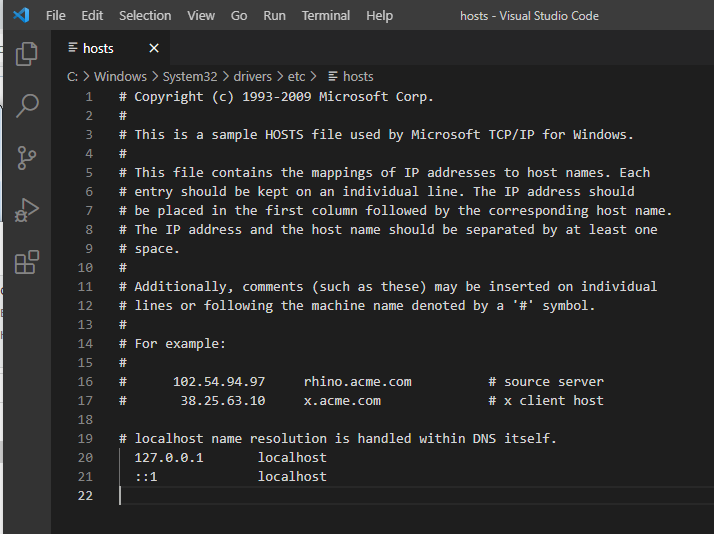 File Edit Selection View Go Run Terminal Help hosts - Visual Studio Code
hosts
C: > Windows > System32 > drivers > etc > hosts
1 # Copyright (c) 1993-2009 Microsoft Corp.
2 #
3 # This is a sample HOSTS file used by Microsoft TCP/IP for Windows.
4 #
5 # This file contains the mappings of IP addresses to host names. Each
6 # entry should be kept on an individual line. The IP address should
7 # be placed in the first column followed by the corresponding host name.
8 # The IP address and the host name should be separated by at least one
9 # space.
10 #
11 # Additionally, comments (such as these) may be inserted on individual
12 # lines or following the machine name denoted by a '#' symbol.
13 #
14 # For example:
15 #
16 #      102.54.94.97     rhino.acme.com          # source server
17 #       38.25.63.10     x.acme.com              # x client host
18
19 # localhost name resolution is handled within DNS itself.
20   127.0.0.1       localhost
21   ::1             localhost
22